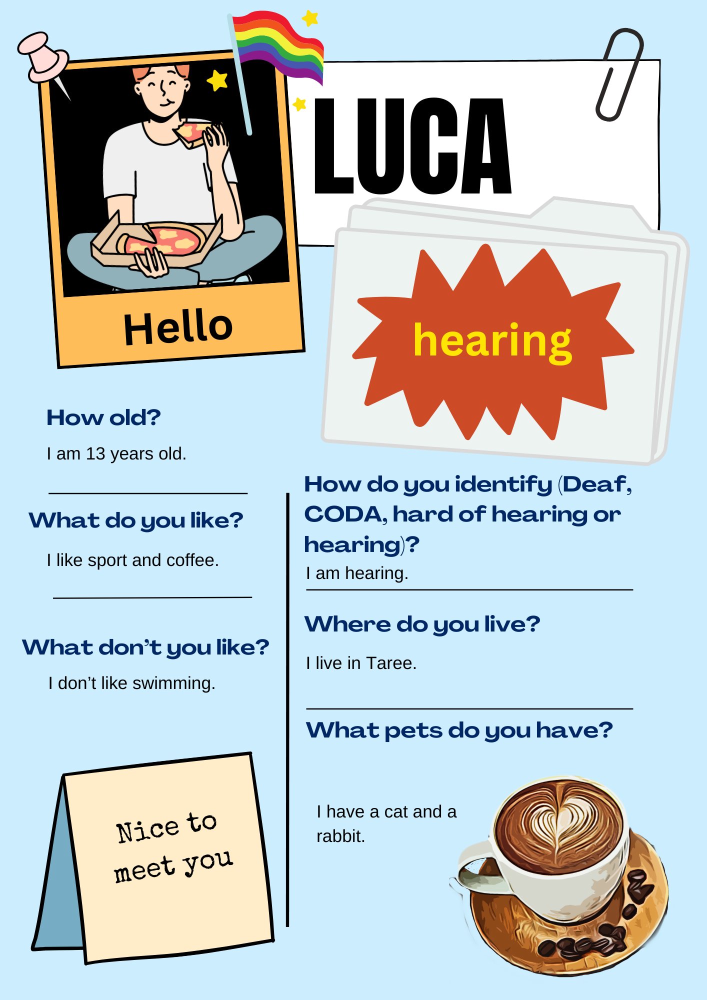 LUCA
Hello
hearing
How old?
I am 13 years old.
What do you like?
I like sport and coffee.
What don’t you like?
I don’t like swimming.
Nice to
meet you
How do you identify (Deaf,
CODA, hard of hearing or
hearing)?
I am hearing.
Where do you live?
I live in Taree.
What pets do you have?
I have a cat and a
rabbit.